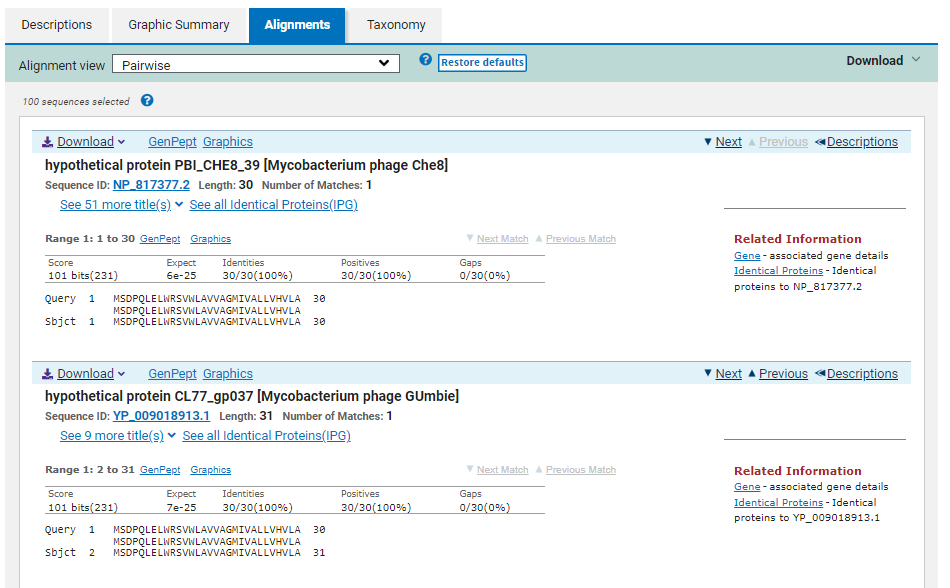 Descriptions Graphic Summary Alignments Taxonomy
Alignment view Pairwise ? Restore defaults Download
100 sequences selected ?
Download GenPept Graphics Next Previous Descriptions
hypothetical protein PBI_CHE8_39 [Mycobacterium phage Che8]
Sequence ID: NP_817377.2 Length: 30 Number of Matches: 1
See 51 more title(s) See all Identical Proteins(IPG)
Range 1: 1 to 30 GenPept Graphics Next Match Previous Match
Score Expect Identities Positives Gaps
101 bits(231) 6e-25 30/30(100%) 30/30(100%) 0/30(0%)
Query 1 MSDPQLELWRSVWLAVVAGMIVALLVHVLA 30
MSDPQLELWRSVWLAVVAGMIVALLVHVLA
Sbjct 1 MSDPQLELWRSVWLAVVAGMIVALLVHVLA 30
Related Information
Gene - associated gene details
Identical Proteins - Identical
proteins to NP_817377.2
Download GenPept Graphics Next Previous Descriptions
hypothetical protein CL77_gp037 [Mycobacterium phage GUmbie]
Sequence ID: YP_009018913.1 Length: 31 Number of Matches: 1
See 9 more title(s) See all Identical Proteins(IPG)
Range 1: 2 to 31 GenPept Graphics Next Match Previous Match
Score Expect Identities Positives Gaps
101 bits(231) 7e-25 30/30(100%) 30/30(100%) 0/30(0%)
Query 1 MSDPQLELWRSVWLAVVAGMIVALLVHVLA 30
MSDPQLELWRSVWLAVVAGMIVALLVHVLA
Sbjct 2 MSDPQLELWRSVWLAVVAGMIVALLVHVLA 31
Related Information
Gene - associated gene details
Identical Proteins - Identical
proteins to YP_009018913.1